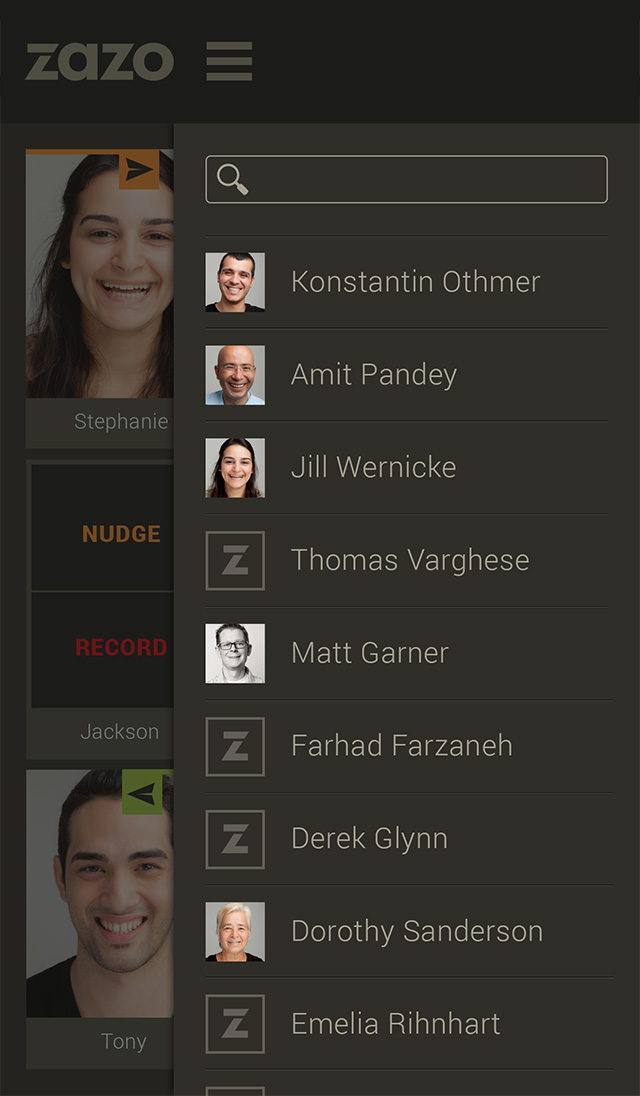 zazo
Stephanie
NUDGE
RECORD
Jackson
Tony
Konstantin Othmer
Amit Pandey
Jill Wernicke
Z
Thomas Varghese
Matt Garner
Z
Farhad Farzaneh
Z
Derek Glynn
Dorothy Sanderson
Z
Emelia Rihnhart